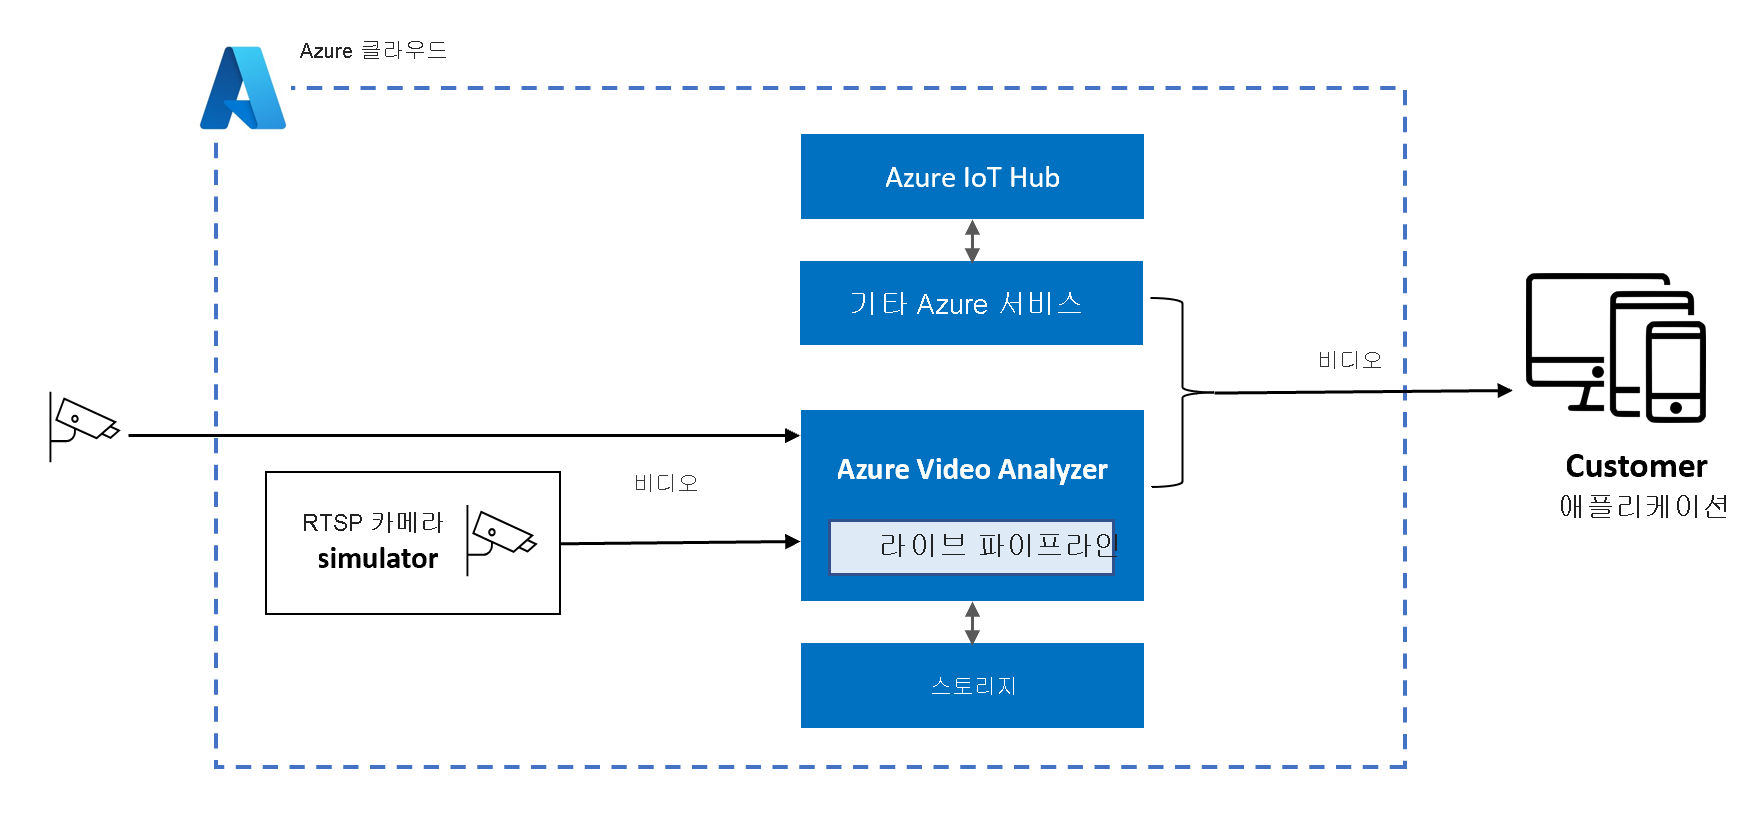 Azure 클라우드
Azure IoT Hub
기타 Azure 서비스
비디오
Azure Video Analyzer
Customer
애플리케이션
비디오
RTSP 카메라
simulator
라이브 파이프라인
스토리지